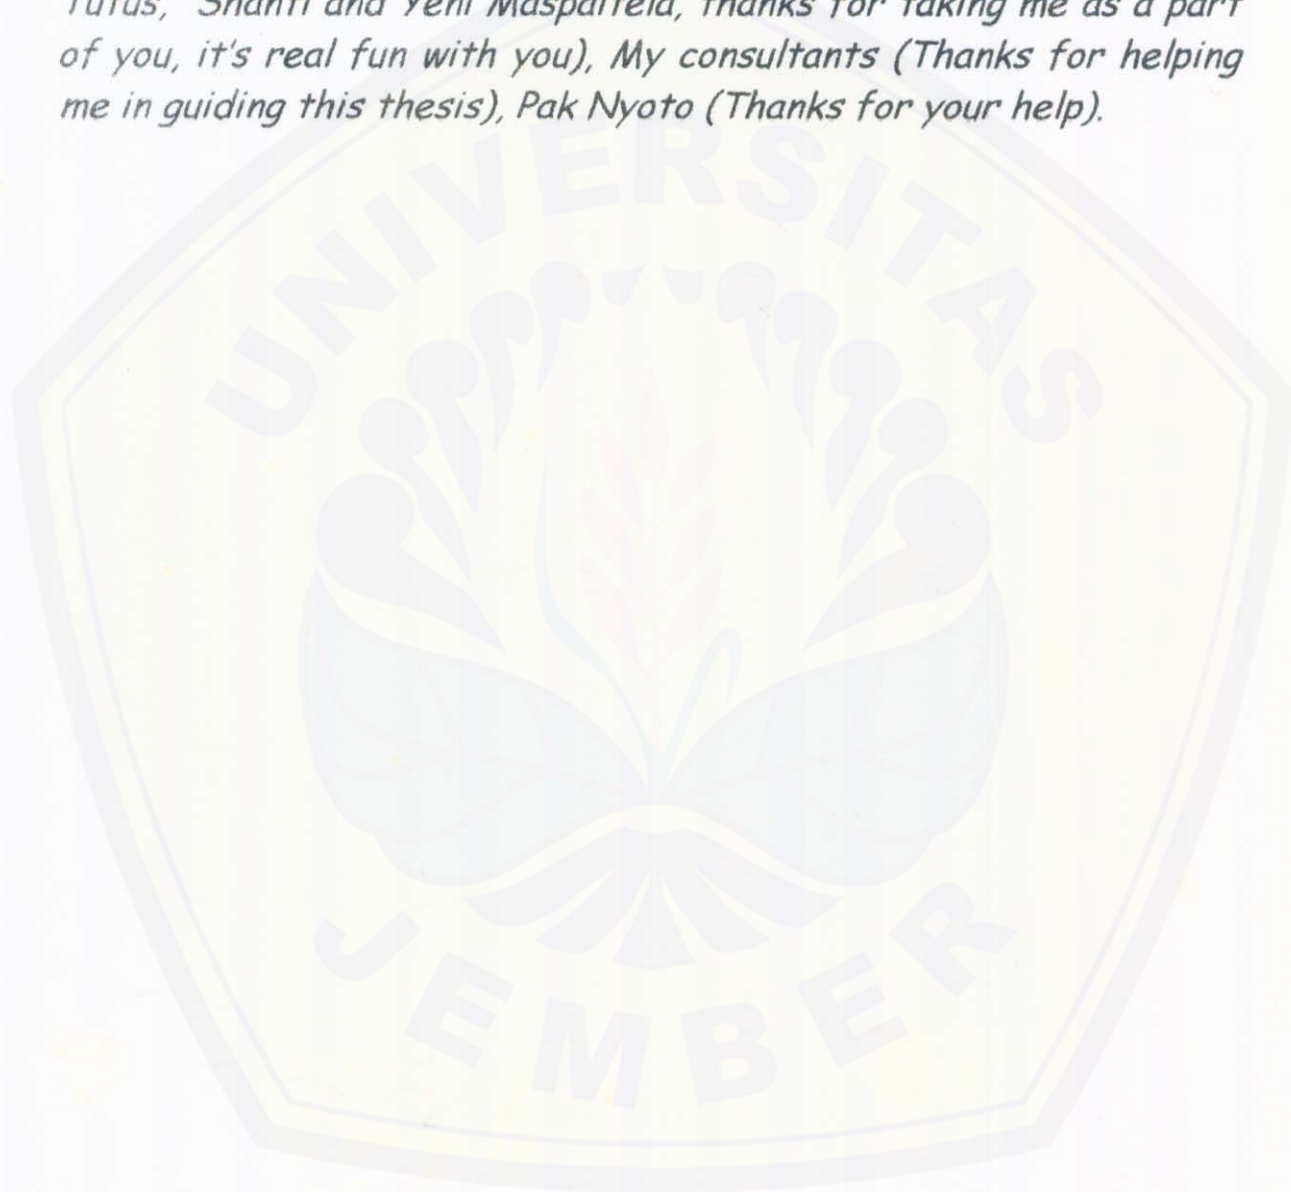 Tutus, Shanti and Yeni Masparrela, thanks for taking me as a part
of you, it's real fun with you), My consultants (Thanks for helping
me in guiding this thesis), Pak Nyoto (Thanks for your help).
UNIVERSITAS
JEMBER